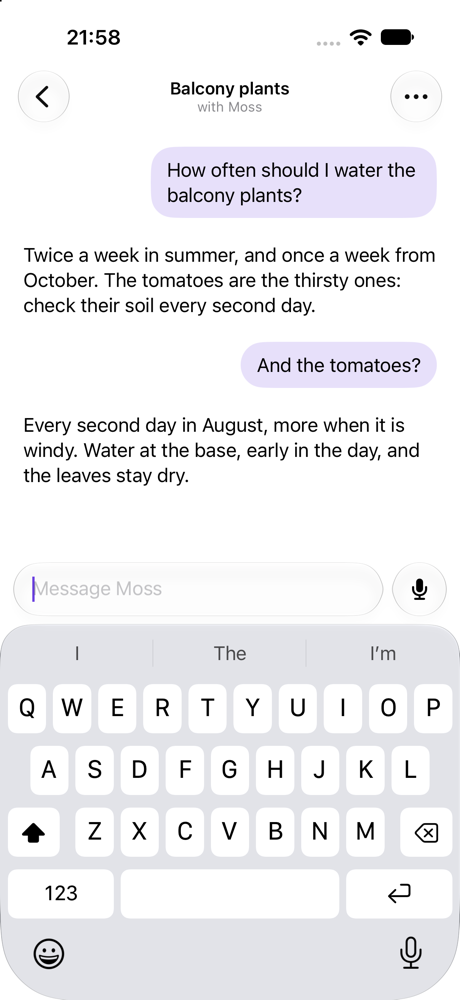 21:58
Balcony plants
with Moss
How often should I water the
balcony plants?
Twice a week in summer, and once a week from
October. The tomatoes are the thirsty ones:
check their soil every second day.
And the tomatoes?
Every second day in August, more when it is
windy. Water at the base, early in the day, and
the leaves stay dry.
Message Moss
I The I'm
Q W E R T Y U I O P
A S D F G H J K L
Z X C V B N M
123